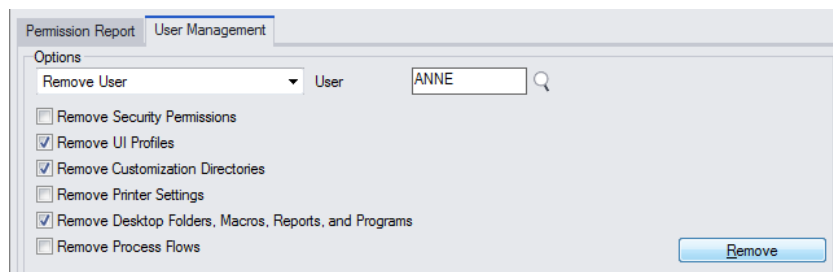 Permission Report User Management
Options
Remove User User ANNE
Remove Security Permissions
Remove UI Profiles
Remove Customization Directories
Remove Printer Settings
Remove Desktop Folders, Macros, Reports, and Programs
Remove Process Flows Remove